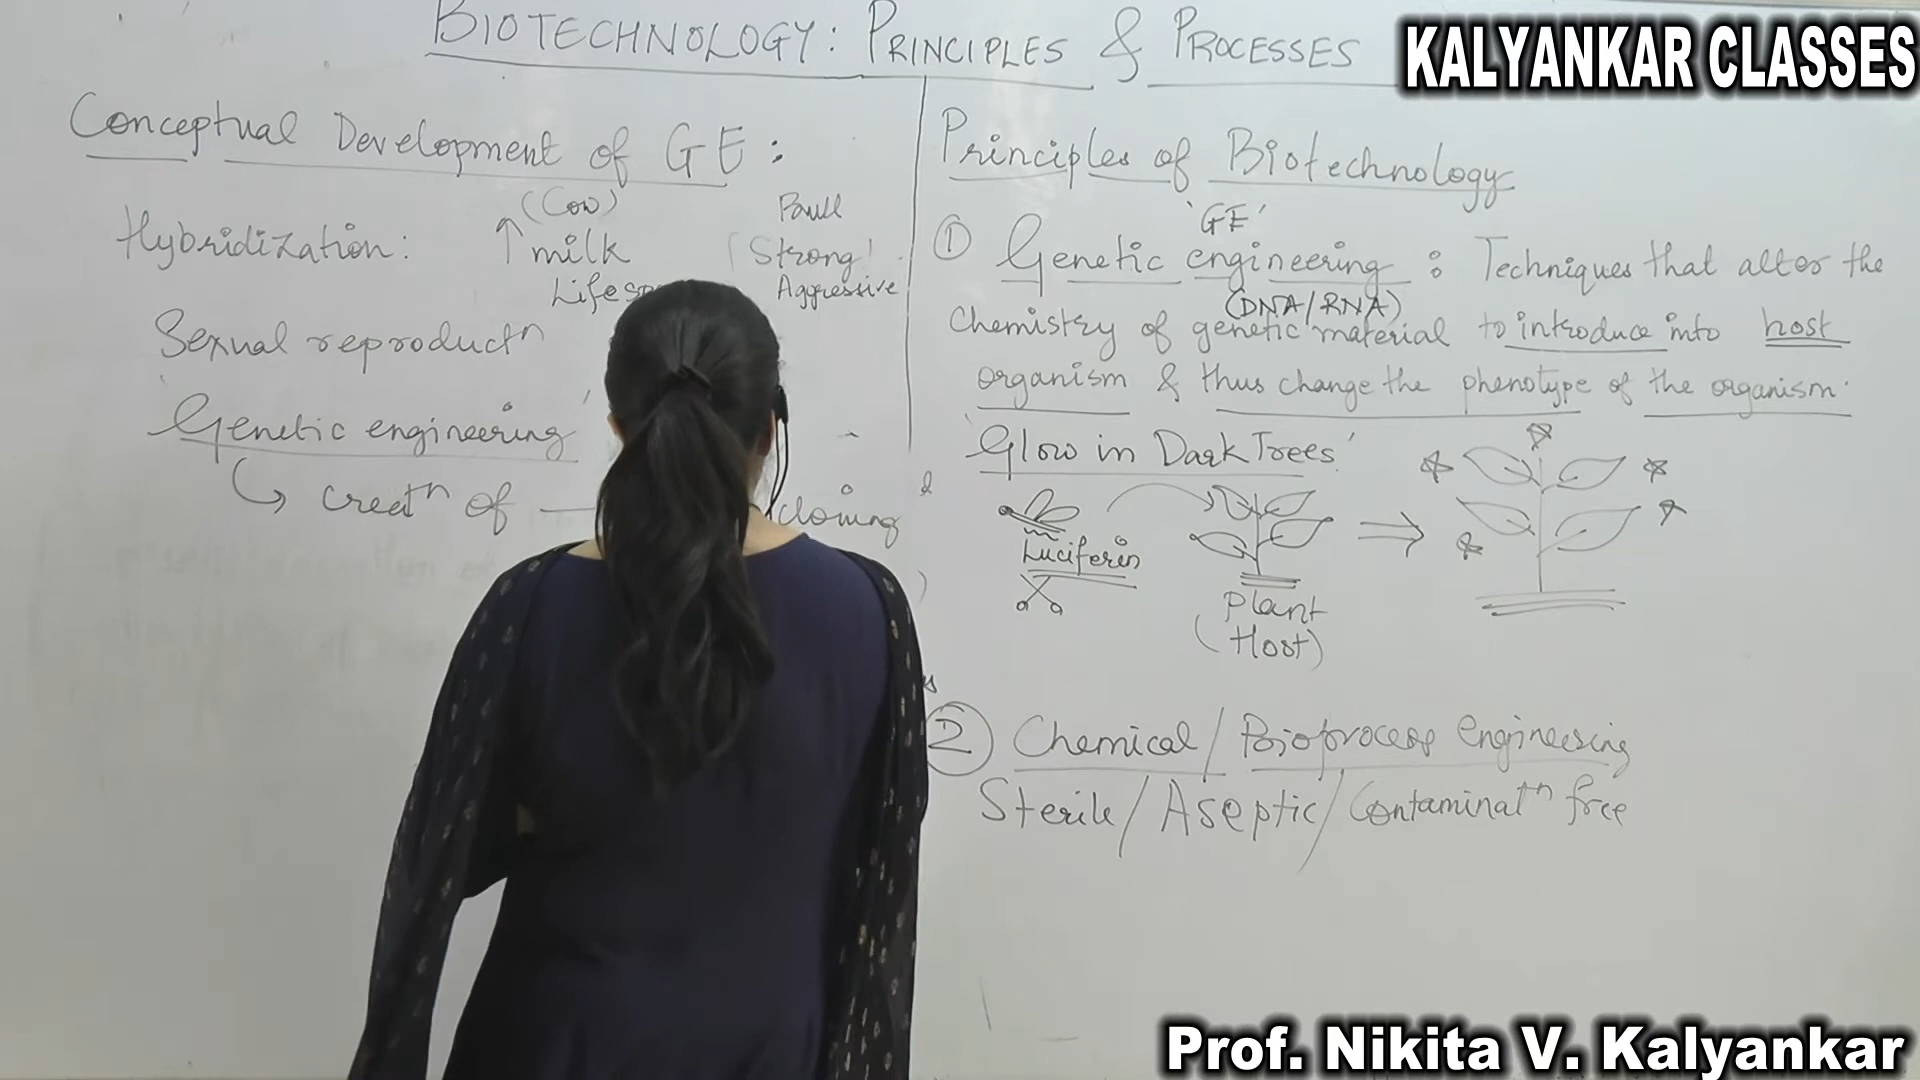 BIOTECHNOLOGY: PRINCIPLES & PROCESSES
KALYANKAR CLASSES
Conceptual Development of GE:
(Cow)
Bull
Hybridization: ↑ milk
Strong
Aggressive
Sexual reproductⁿ
Genetic engineering
↳ creatⁿ of
cloning
Principles of Biotechnology
'GE'
① Genetic engineering : Techniques that alter the
(DNA/RNA)
Chemistry of genetic material to introduce into host
organism & thus change the phenotype of the organism.
'Glow in Dark Trees'
Luciferin
Plant
(Host)
② Chemical / Bioprocess engineering
Sterile / Aseptic / Contaminatⁿ free
Prof. Nikita V. Kalyankar